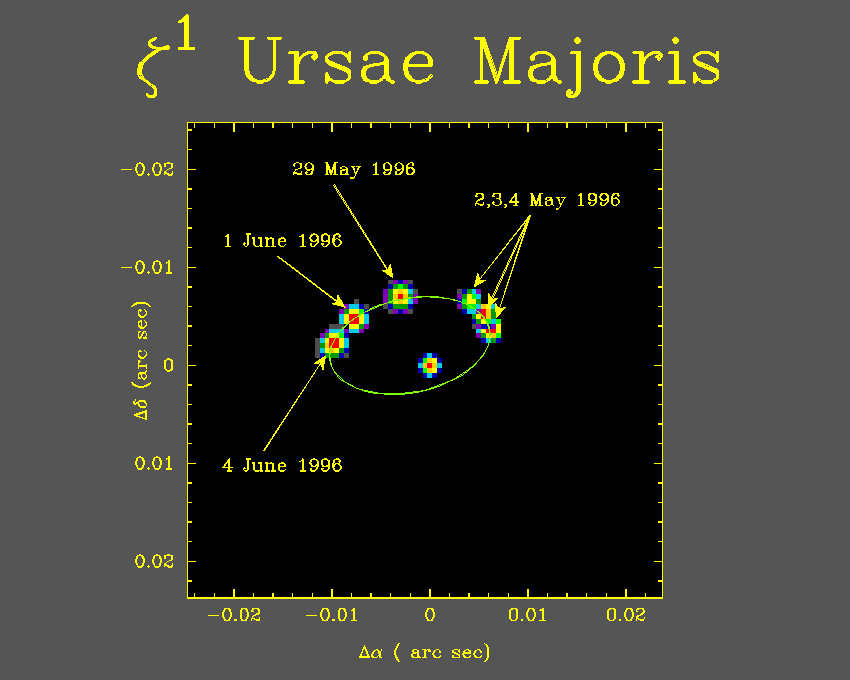 ζ¹ Ursae Majoris
29 May 1996
2,3,4 May 1996
1 June 1996
4 June 1996
−0.02
−0.01
0
0.01
0.02
Δδ (arc sec)
−0.02 −0.01 0 0.01 0.02
Δα ( arc sec)